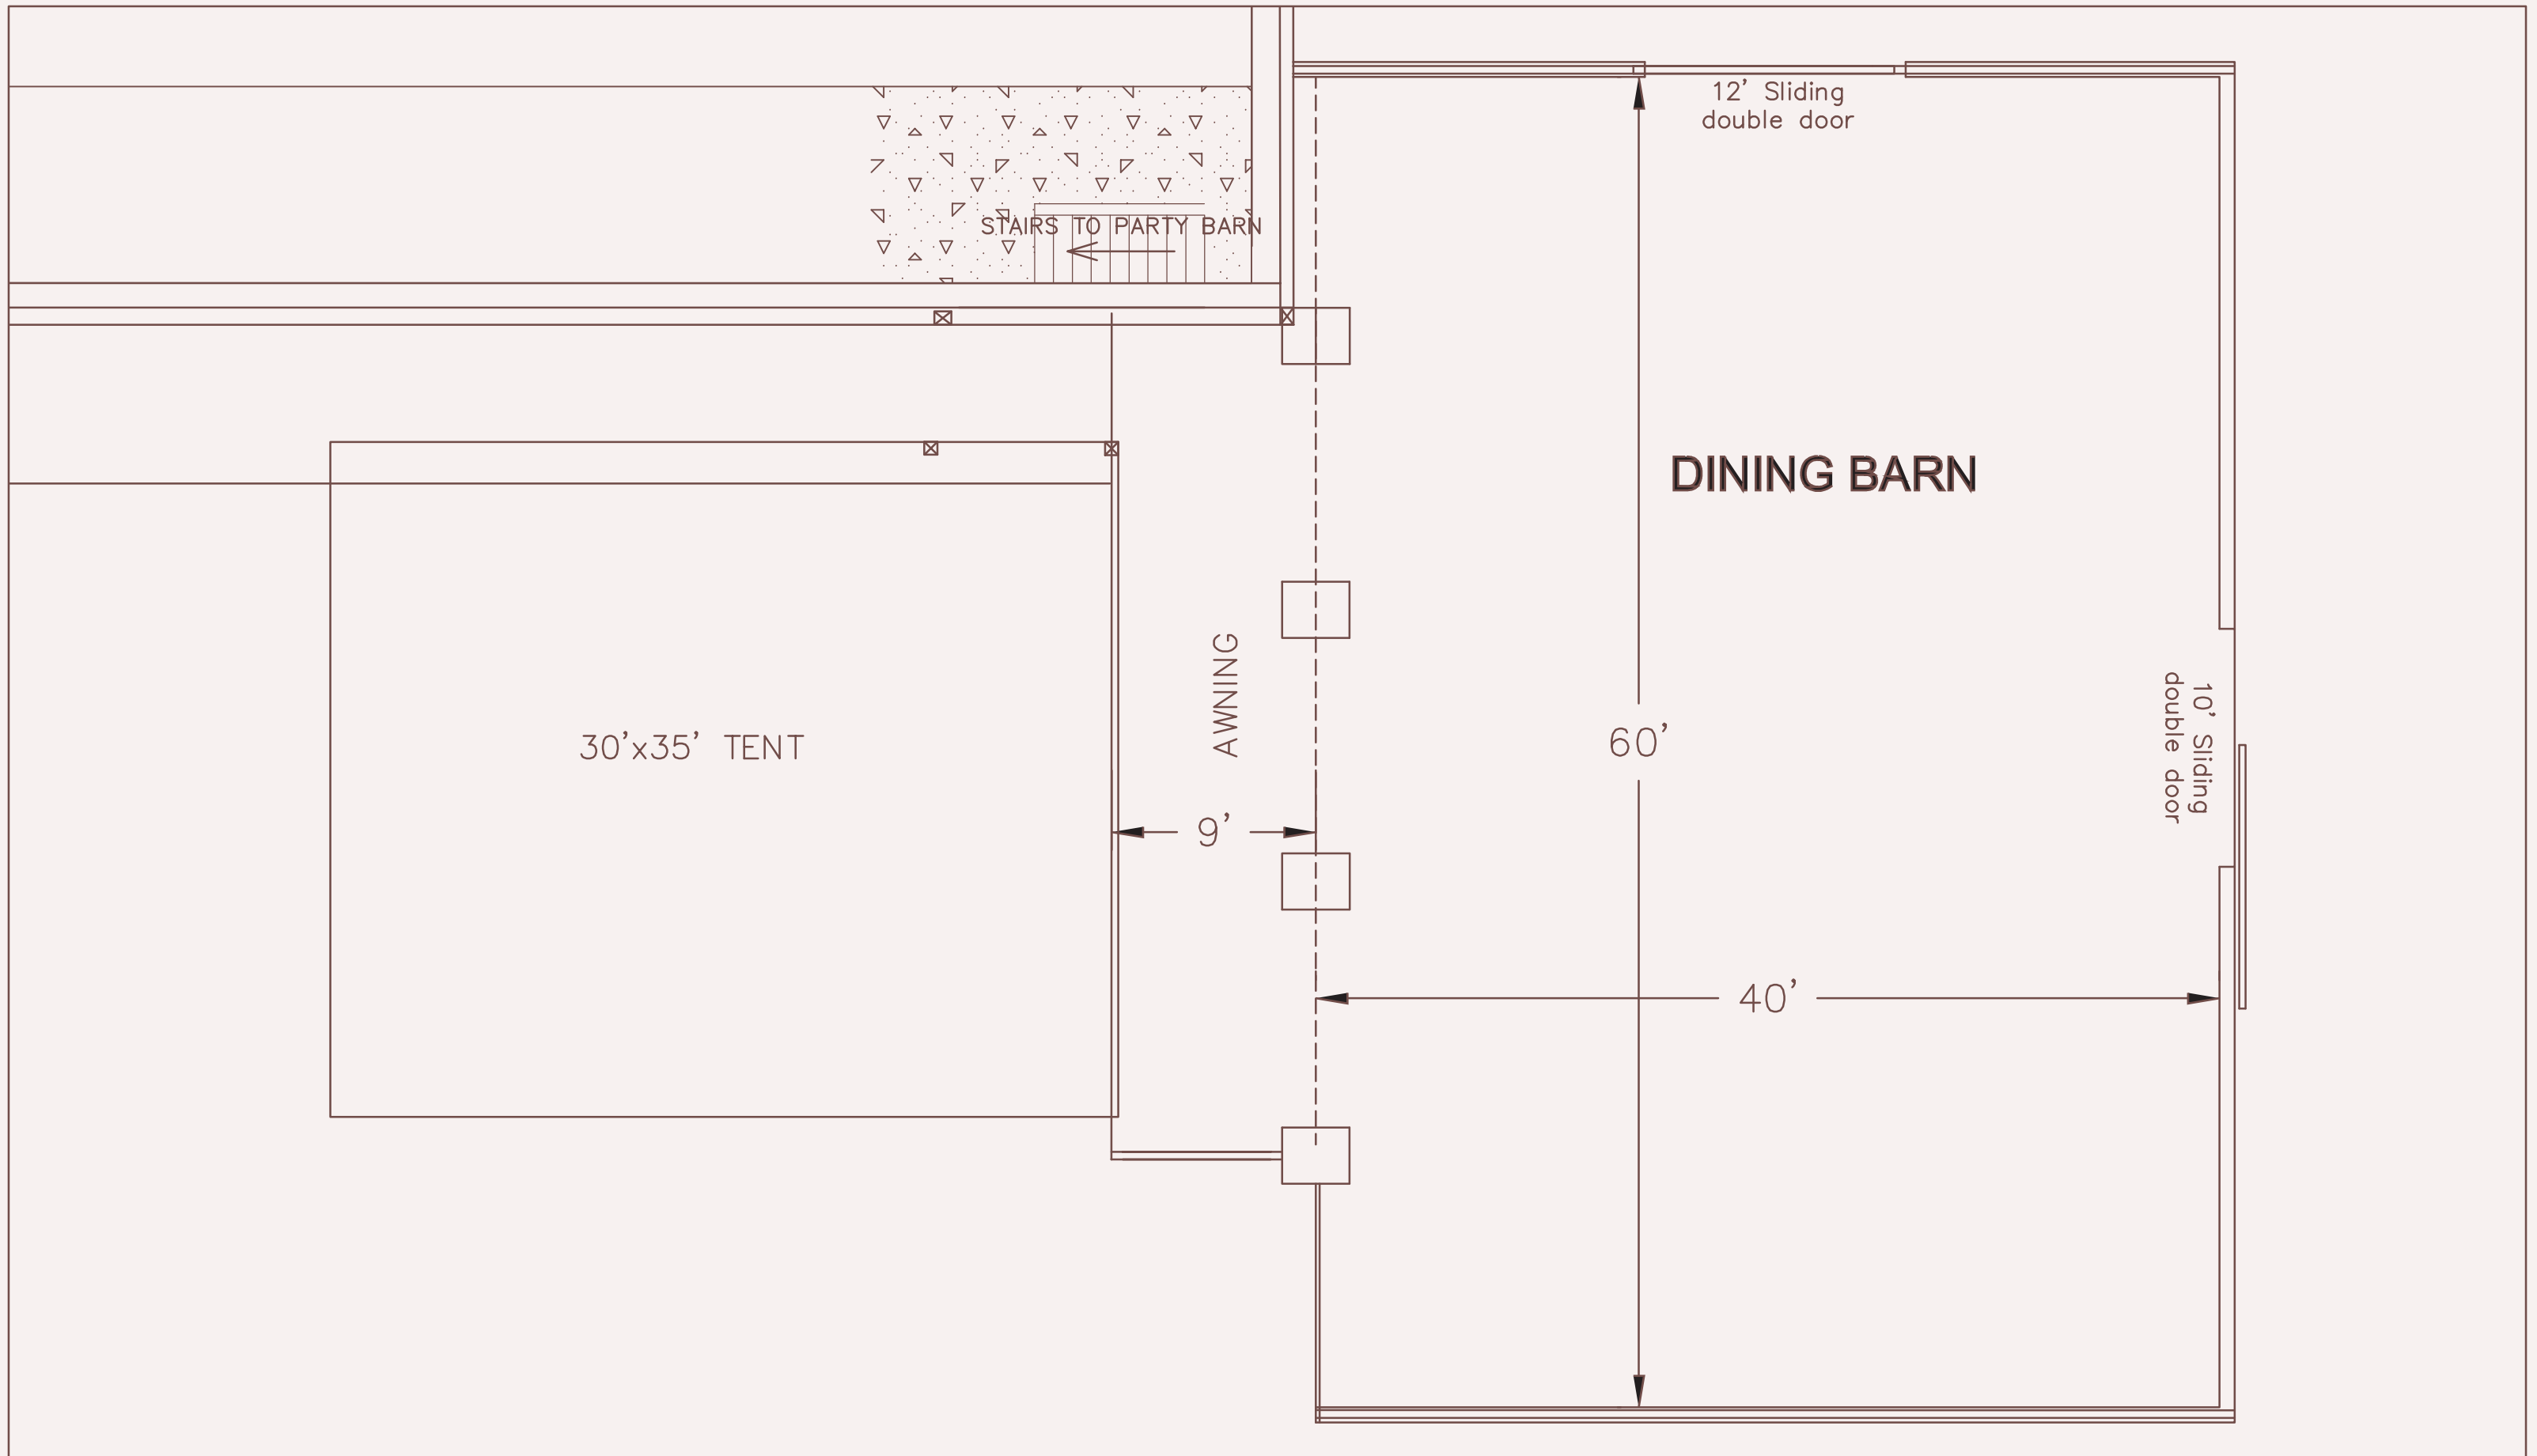 12' Sliding
double door
STAIRS TO PARTY BARN
DINING BARN
AWNING
10' Sliding
double door
30'x35' TENT
60'
9'
40'